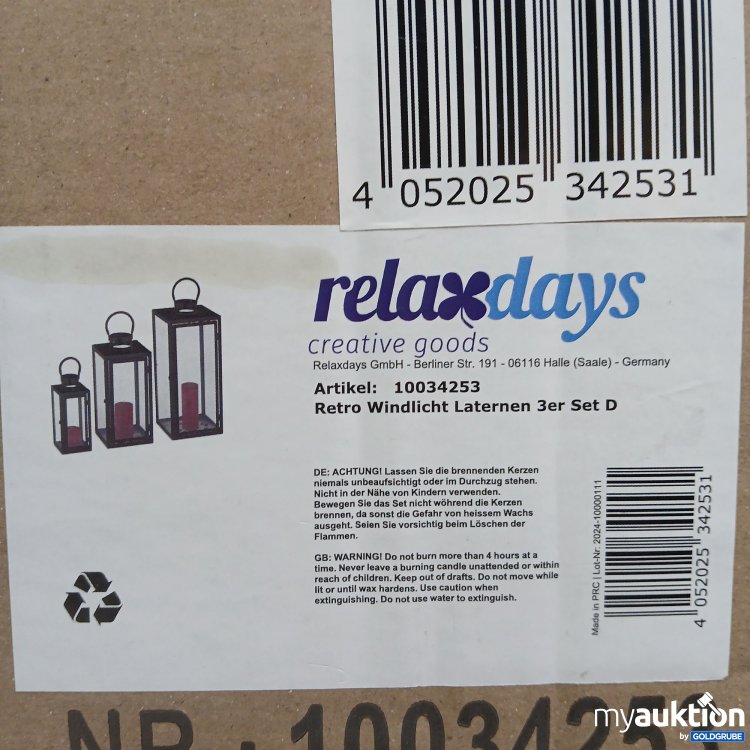 4 052025 342531
relaxdays
creative goods
Relaxdays GmbH - Berliner Str. 191 - 06116 Halle (Saale) - Germany
Artikel: 10034253
Retro Windlicht Laternen 3er Set D
DE: ACHTUNG! Lassen Sie die brennenden Kerzen
niemals unbeaufsichtigt oder im Durchzug stehen.
Nicht in der Nähe von Kindern verwenden.
Bewegen Sie das Set nicht wöhrend die Kerzen
brennen, da sonst die Gefahr von heissem Wachs
ausgeht. Seien Sie vorsichtig beim Löschen der
Flammen.
GB: WARNING! Do not burn more than 4 hours at a
time. Never leave a burning candle unattended or within
reach of children. Keep out of drafts. Do not move while
lit or until wax hardens. Use caution when
extinguishing. Do not use water to extinguish.
Made in PRC | Lot-Nr. 2024-10000111
4 052025 342531
NR.: 10034253
myauktion
by GOLDGRUBE